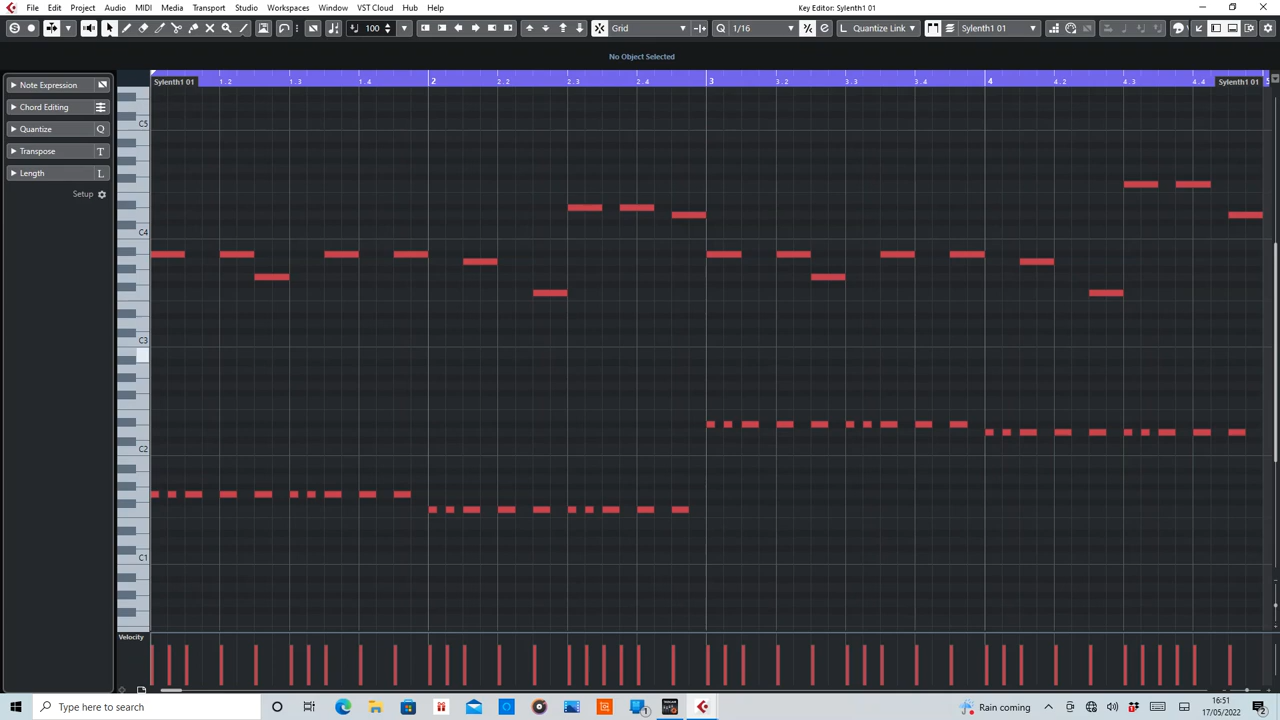 Key Editor: Sylenth1 01
File Edit Project Audio MIDI Media Transport Studio Workspaces Window VST Cloud Hub Help
100 Grid Q 1/16 Quantize Link Sylenth1 01
No Object Selected
Note Expression
Chord Editing
Quantize Q
Transpose T
Length L
Setup
Sylenth1 01 1.2 1.3 1.4 2 2.2 2.3 2.4 3 3.2 3.3 3.4 4 4.2 4.3 4.4 Sylenth1 01 5
C5
C4
C3
C2
C1
Velocity
Type here to search
Rain coming
16:51
17/05/2022